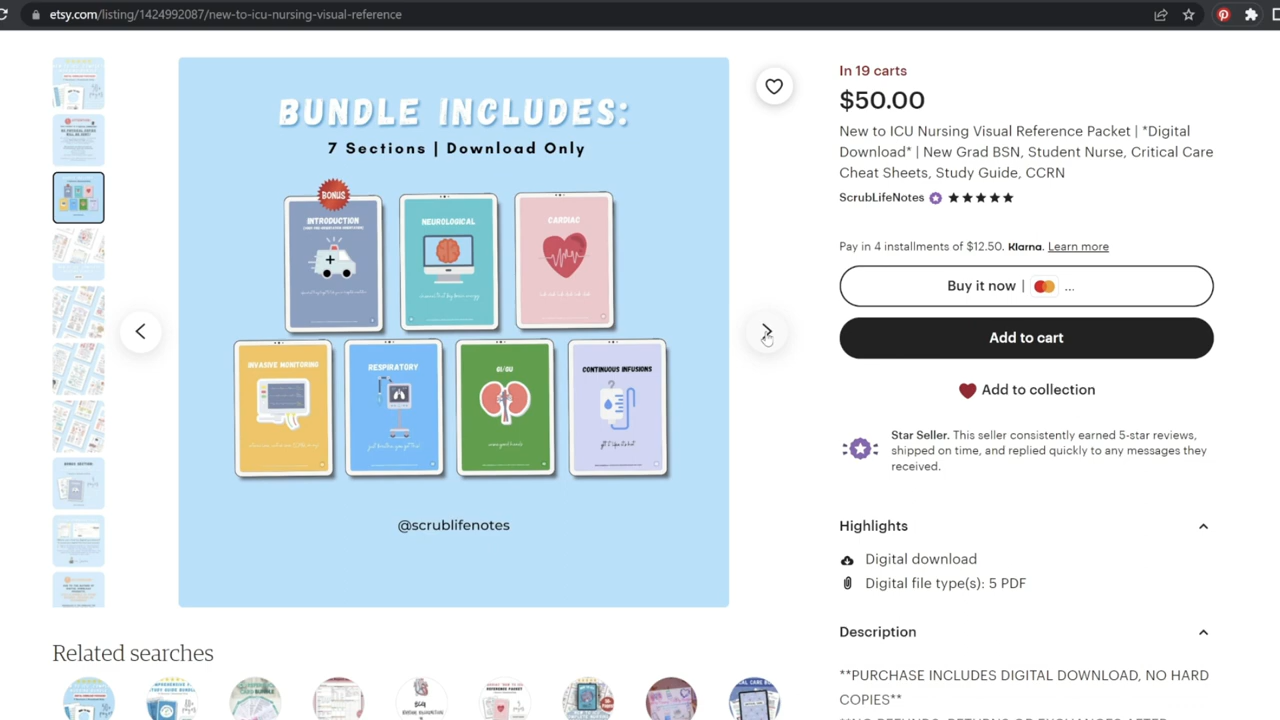 etsy.com/listing/1424992087/new-to-icu-nursing-visual-reference
BUNDLE INCLUDES:
7 Sections | Download Only
BONUS
INTRODUCTION
NEUROLOGICAL
CARDIAC
INVASIVE MONITORING
RESPIRATORY
GI/GU
CONTINUOUS INFUSIONS
@scrublifenotes
In 19 carts
$50.00
New to ICU Nursing Visual Reference Packet | *Digital
Download* | New Grad BSN, Student Nurse, Critical Care
Cheat Sheets, Study Guide, CCRN
ScrubLifeNotes
Pay in 4 installments of $12.50. Klarna. Learn more
Buy it now | ...
Add to cart
Add to collection
Star Seller. This seller consistently earned 5-star reviews,
shipped on time, and replied quickly to any messages they
received.
Highlights
Digital download
Digital file type(s): 5 PDF
Description
**PURCHASE INCLUDES DIGITAL DOWNLOAD, NO HARD
COPIES**
Related searches